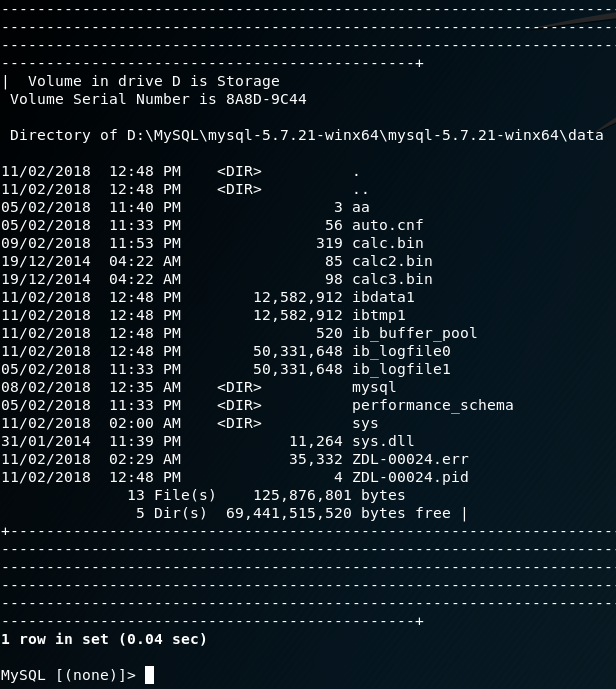 --------------------------------------------------------------------
--------------------------------------------------------------------
--------------------------------------------------------------------
----------------------------------------------+
|  Volume in drive D is Storage
 Volume Serial Number is 8A8D-9C44
 Directory of D:\MySQL\mysql-5.7.21-winx64\mysql-5.7.21-winx64\data
11/02/2018  12:48 PM    <DIR>          .
11/02/2018  12:48 PM    <DIR>          ..
05/02/2018  11:40 PM                 3 aa
05/02/2018  11:33 PM                56 auto.cnf
09/02/2018  11:53 PM               319 calc.bin
19/12/2014  04:22 AM                85 calc2.bin
19/12/2014  04:22 AM                98 calc3.bin
11/02/2018  12:48 PM        12,582,912 ibdata1
11/02/2018  12:48 PM        12,582,912 ibtmp1
11/02/2018  12:48 PM               520 ib_buffer_pool
11/02/2018  12:48 PM        50,331,648 ib_logfile0
05/02/2018  11:33 PM        50,331,648 ib_logfile1
08/02/2018  12:35 AM    <DIR>          mysql
05/02/2018  11:33 PM    <DIR>          performance_schema
11/02/2018  02:00 AM    <DIR>          sys
31/01/2014  11:39 PM            11,264 sys.dll
11/02/2018  02:29 AM            35,332 ZDL-00024.err
11/02/2018  12:48 PM                 4 ZDL-00024.pid
              13 File(s)    125,876,801 bytes
               5 Dir(s)  69,441,515,520 bytes free |
+-------------------------------------------------------------------
--------------------------------------------------------------------
--------------------------------------------------------------------
--------------------------------------------------------------------
--------------------------------------------------------------------
----------------------------------------------+
1 row in set (0.04 sec)
MySQL [(none)]>